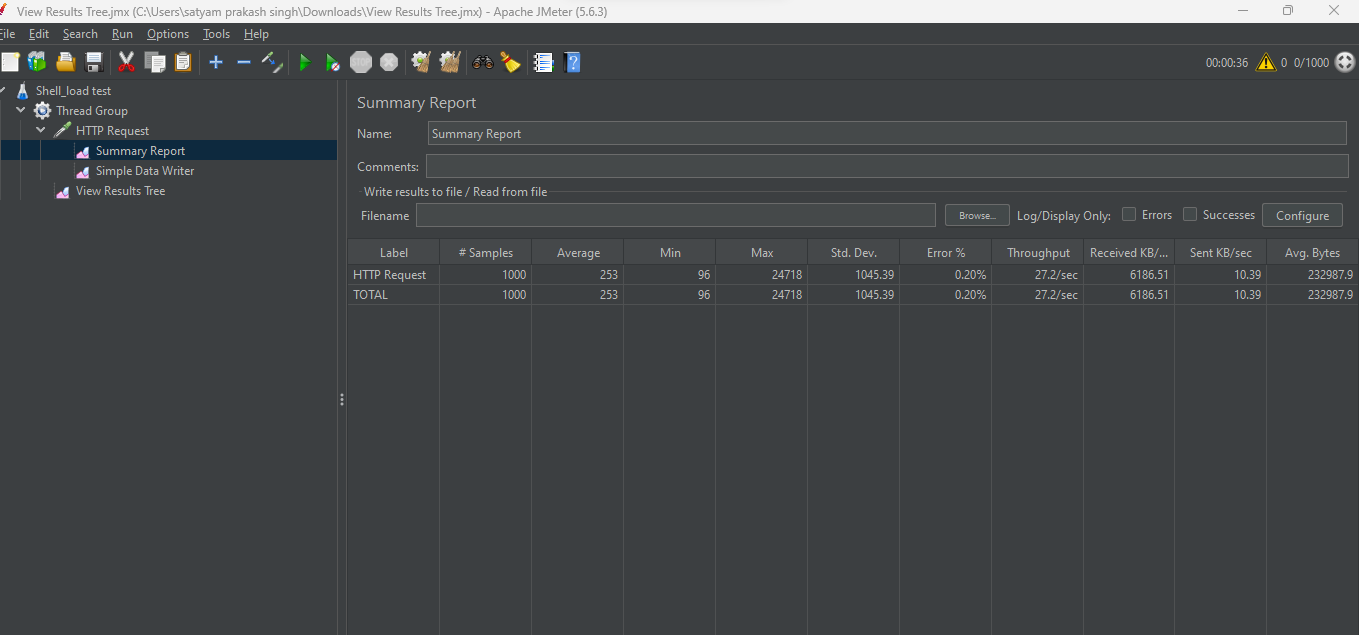 View Results Tree.jmx (C:\Users\satyam prakash singh\Downloads\View Results Tree.jmx) - Apache JMeter (5.6.3)
File Edit Search Run Options Tools Help
00:00:36 0 0/1000
Shell_load test
Thread Group
HTTP Request
Summary Report
Simple Data Writer
View Results Tree
Summary Report
Name: Summary Report
Comments:
Write results to file / Read from file
Filename Browse... Log/Display Only: Errors Successes Configure
Label # Samples Average Min Max Std. Dev. Error % Throughput Received KB/... Sent KB/sec Avg. Bytes
HTTP Request 1000 253 96 24718 1045.39 0.20% 27.2/sec 6186.51 10.39 232987.9
TOTAL 1000 253 96 24718 1045.39 0.20% 27.2/sec 6186.51 10.39 232987.9